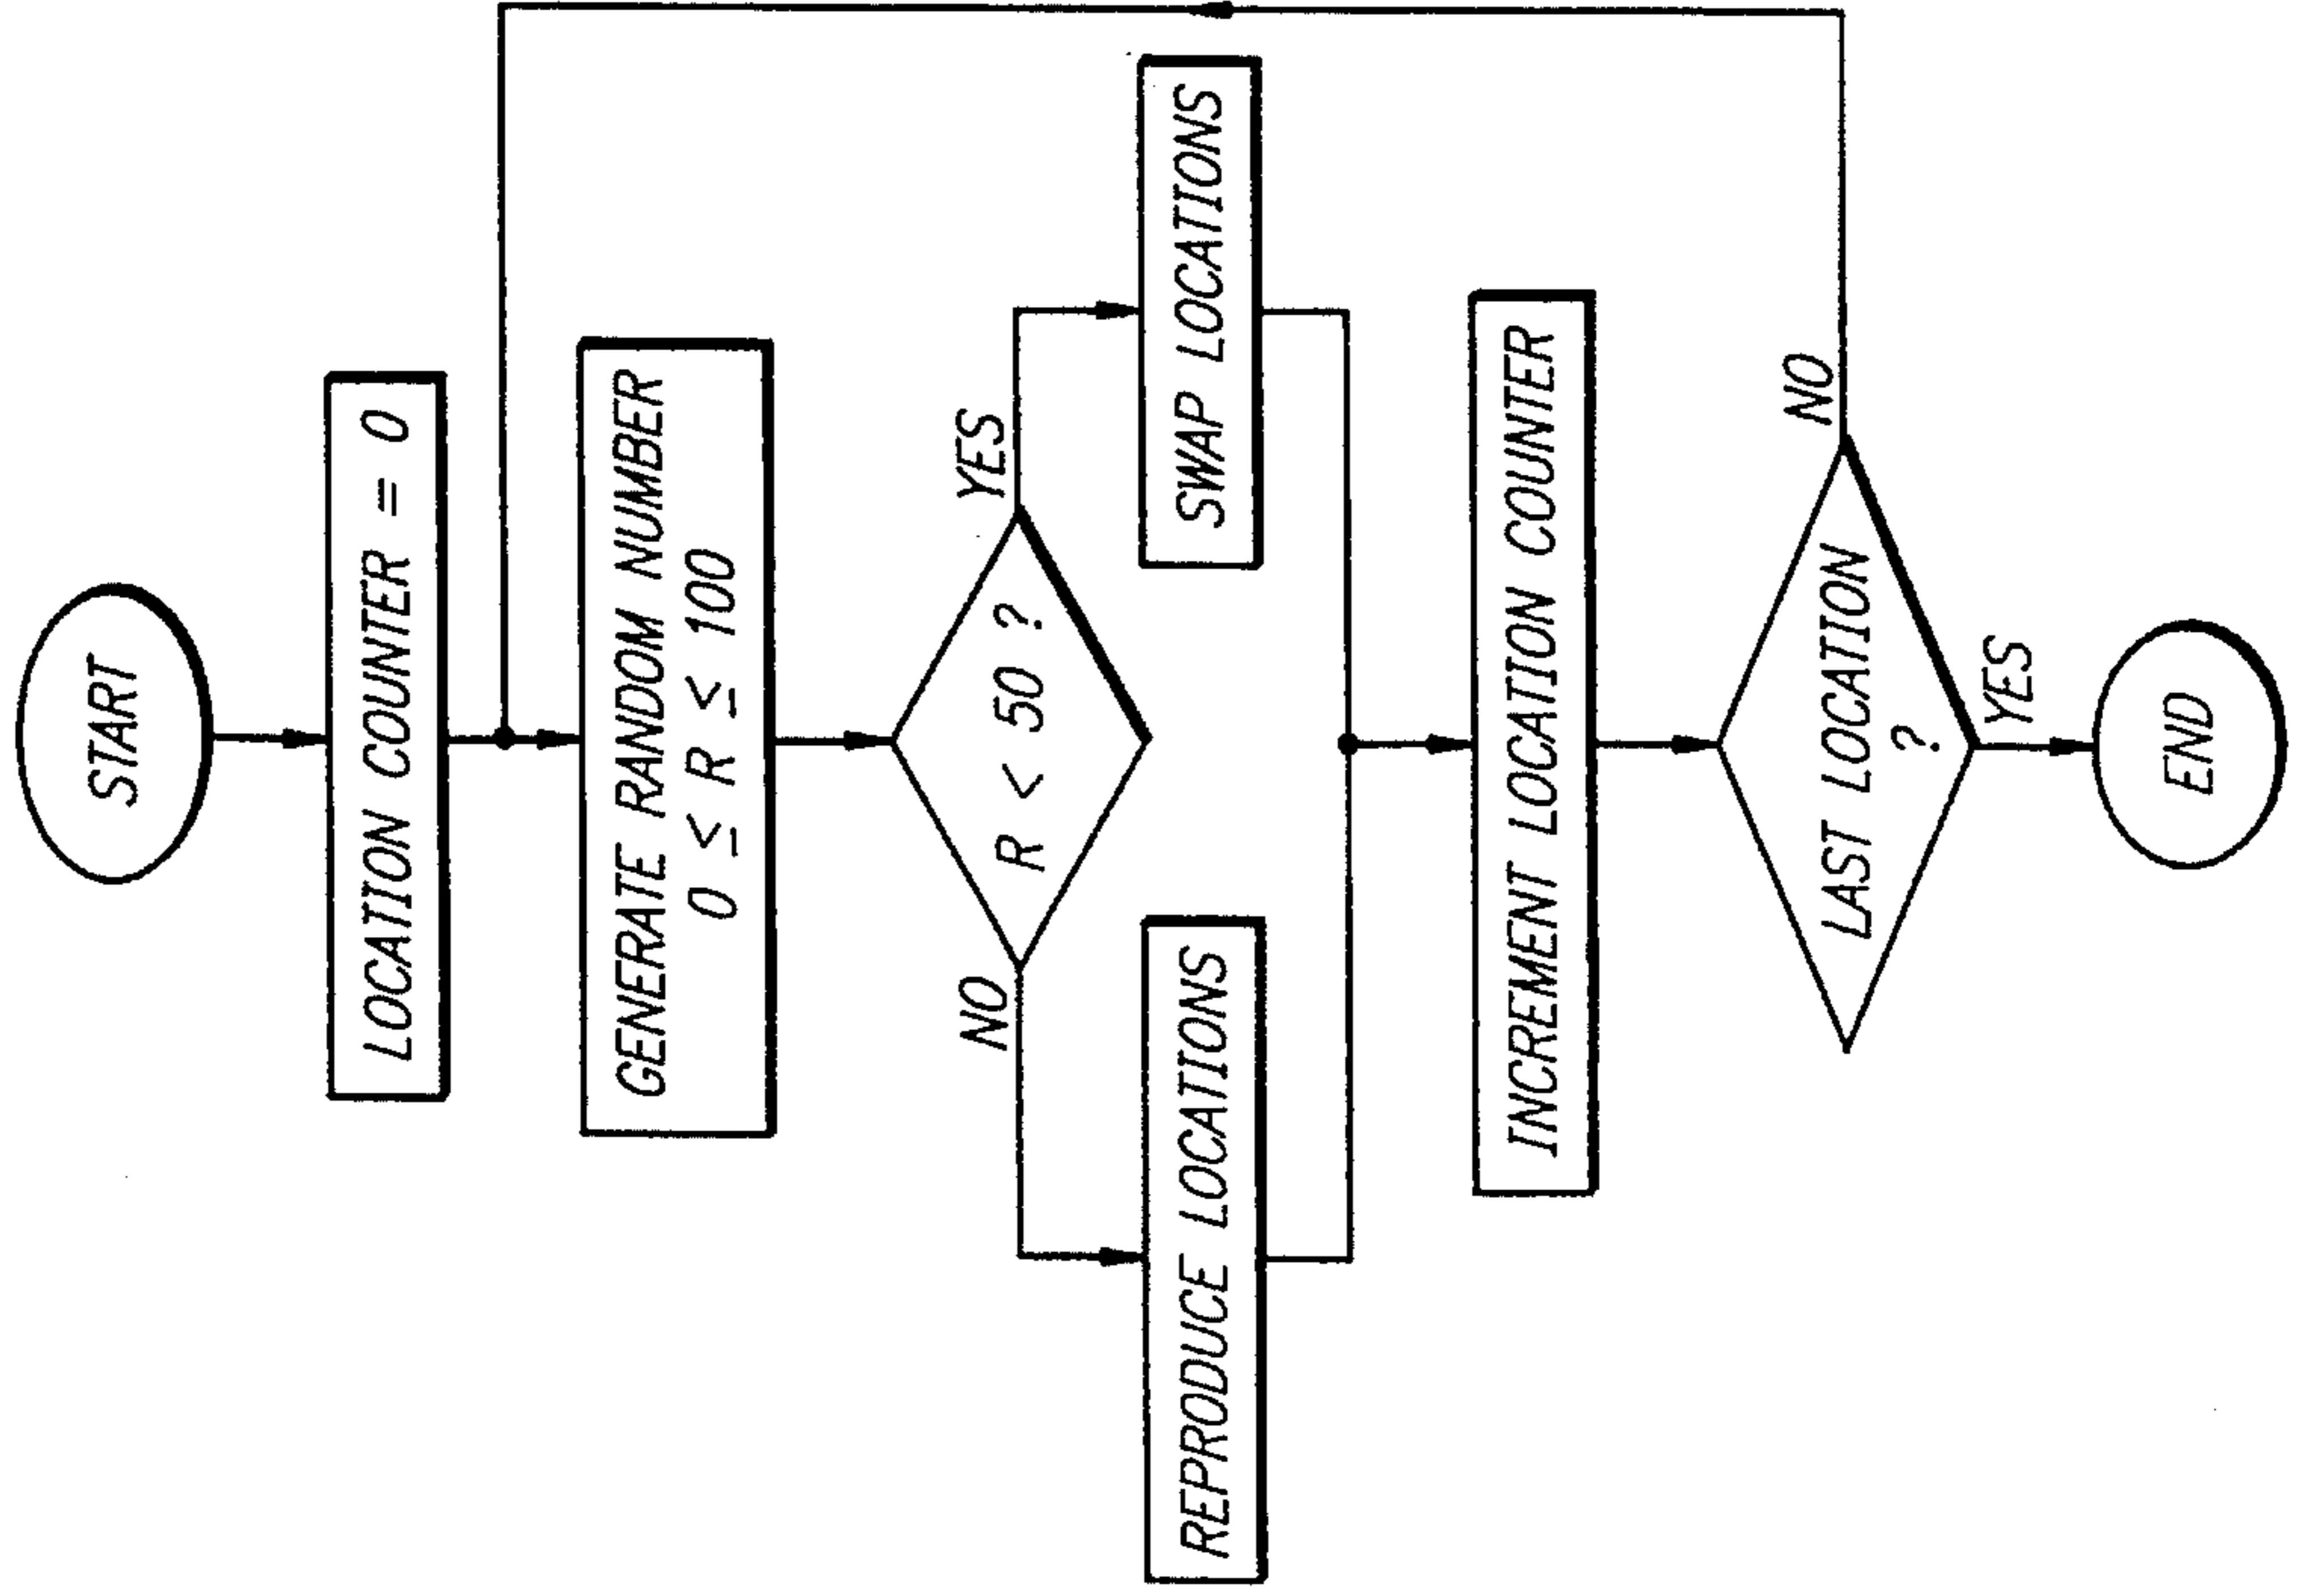 START
LOCATION COUNTER = 0
GENERATE RANDOM NUMBER
0 ≤ R ≤ 100
R < 50 ?
NO
YES
REPRODUCE LOCATIONS
SWAP LOCATIONS
INCREMENT LOCATION COUNTER
LAST LOCATION
?
NO
YES
END